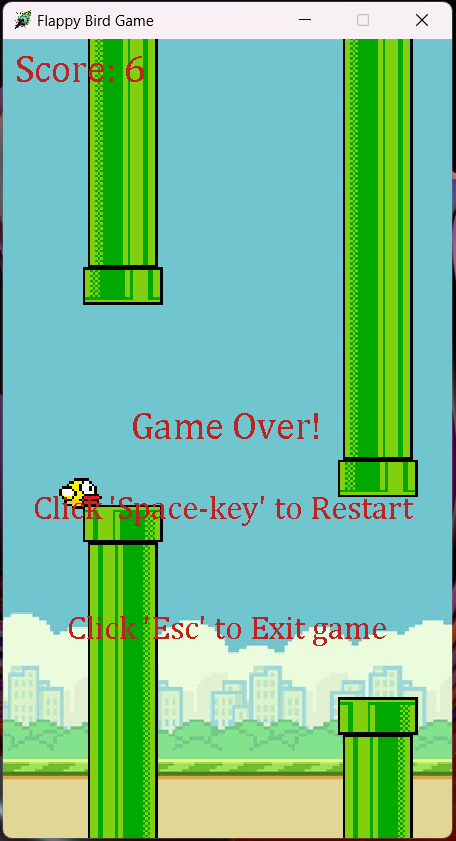 Flappy Bird Game
Score: 6
Game Over!
Click 'Space-key' to Restart
Click 'Esc' to Exit game